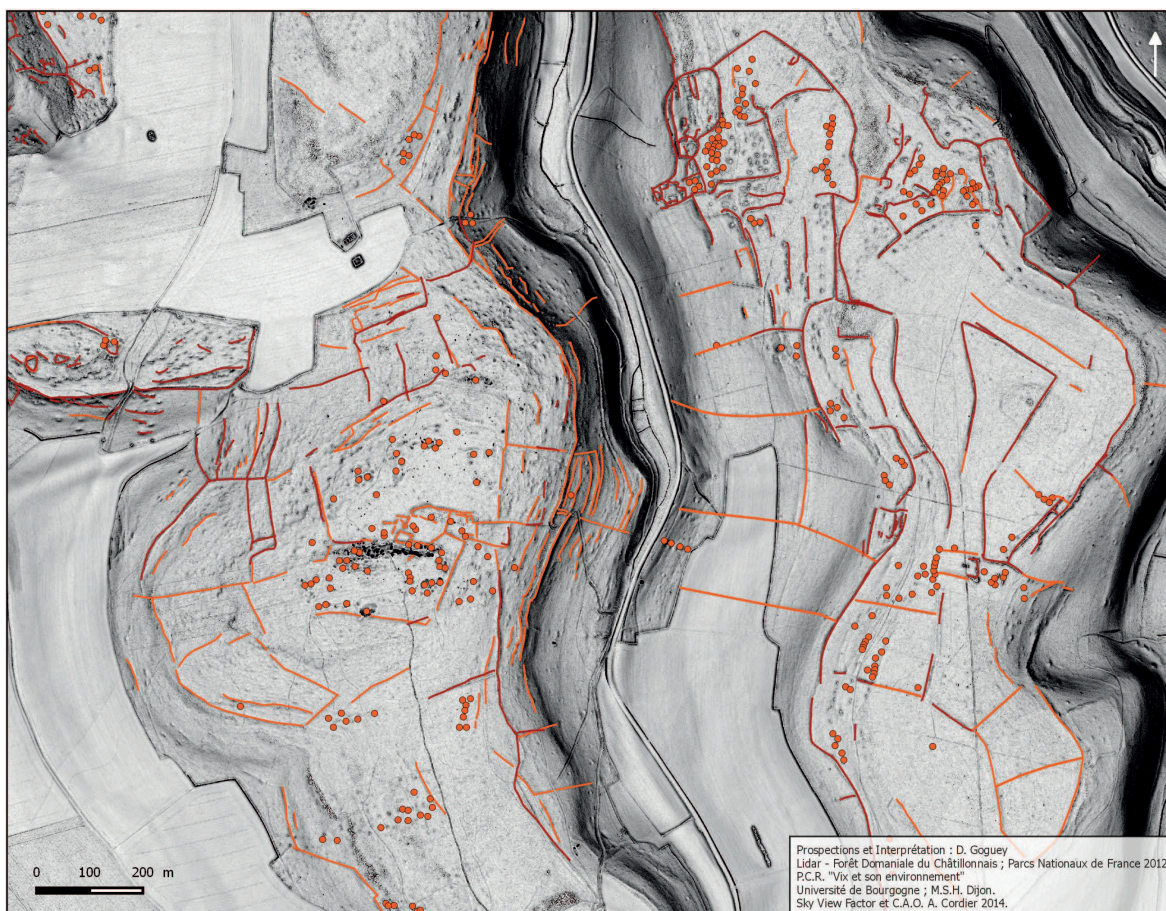 0 100 200 m
Prospections et Interprétation : D. Goguey
Lidar - Forêt Domaniale du Châtillonnais ; Parcs Nationaux de France 2012
P.C.R. "Vix et son environnement"
Université de Bourgogne ; M.S.H. Dijon.
Sky View Factor et C.A.O. A. Cordier 2014.